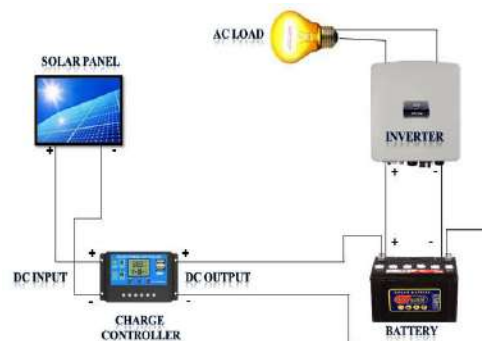 AC LOAD
SOLAR PANEL
INVERTER
+ -
+ -
+ +
+ -
DC INPUT
DC OUTPUT
- -
CHARGE
CONTROLLER
BATTERY